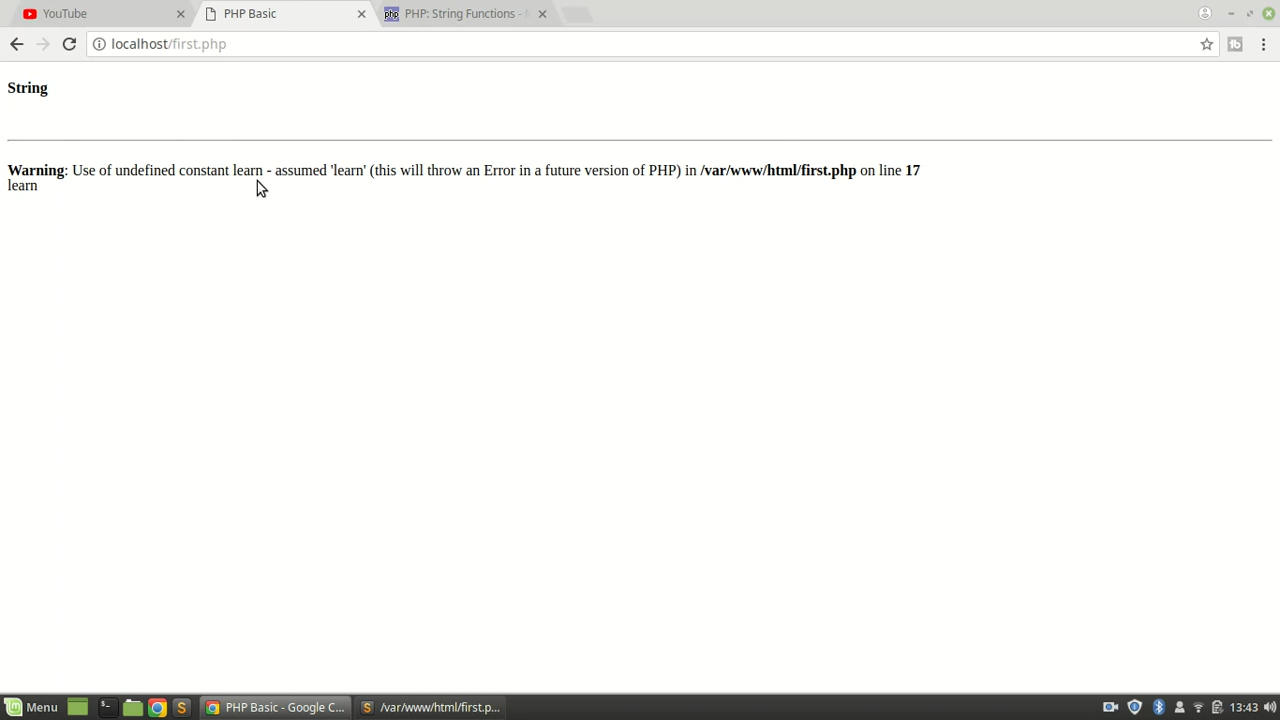 YouTube
PHP Basic
php PHP: String Functions -
localhost/first.php
String
Warning: Use of undefined constant learn - assumed 'learn' (this will throw an Error in a future version of PHP) in /var/www/html/first.php on line 17
learn
Menu
PHP Basic - Google C...
/var/www/html/first.p...
13:43